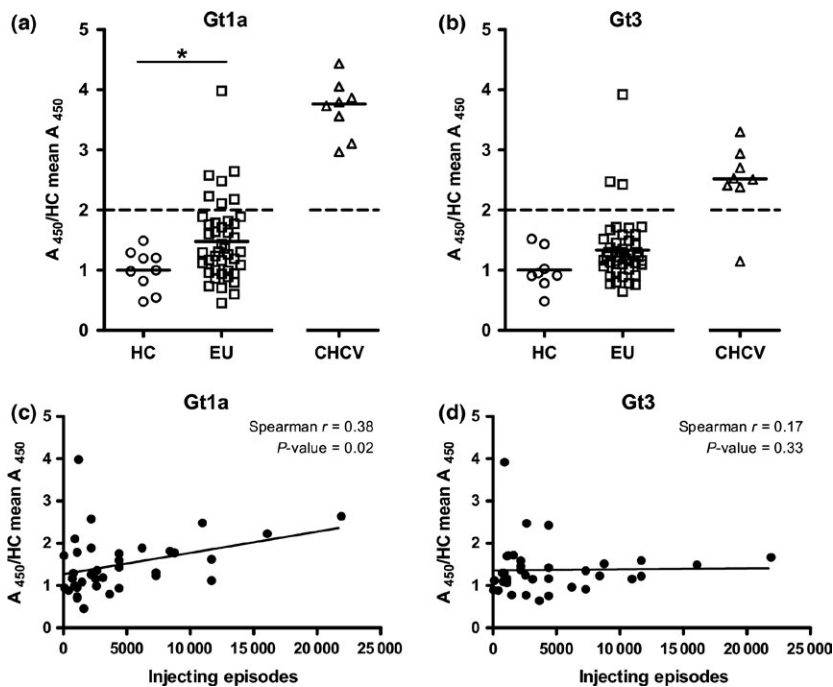 (a)
Gt1a
A 450/HC mean A 450
5
4
3
2
1
0
*
HC
EU
CHCV
(b)
Gt3
A 450/HC mean A 450
5
4
3
2
1
0
HC
EU
CHCV
(c)
Gt1a
Spearman r = 0.38
P-value = 0.02
A 450/HC mean A 450
5
4
3
2
1
0
0
5000
10 000
15 000
20 000
25 000
Injecting episodes
(d)
Gt3
Spearman r = 0.17
P-value = 0.33
A 450/HC mean A 450
5
4
3
2
1
0
0
5000
10 000
15 000
20 000
25 000
Injecting episodes